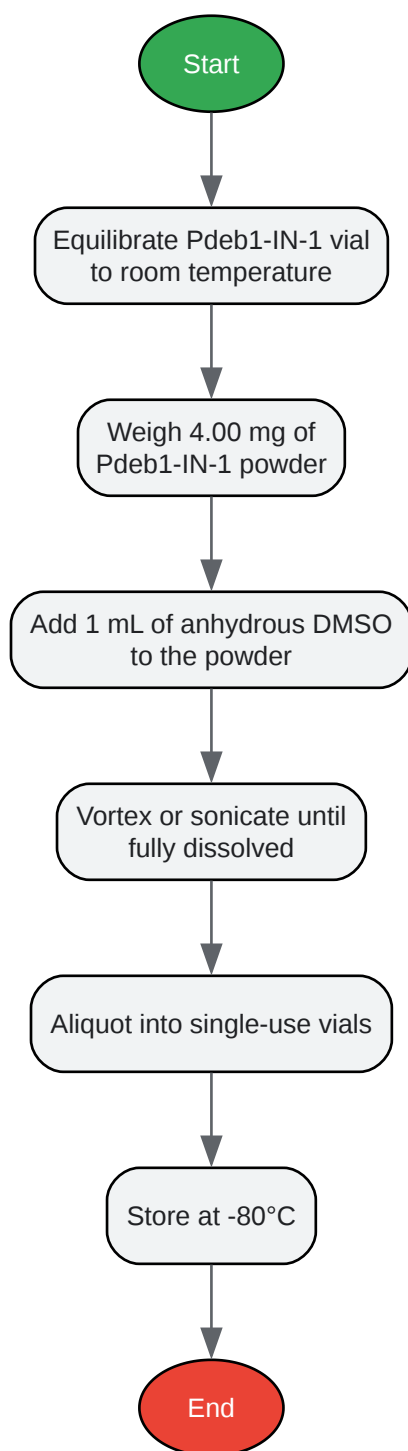 Start
Equilibrate Pdeb1-IN-1 vial
to room temperature
Weigh 4.00 mg of
Pdeb1-IN-1 powder
Add 1 mL of anhydrous DMSO
to the powder
Vortex or sonicate until
fully dissolved
Aliquot into single-use vials
Store at -80°C
End